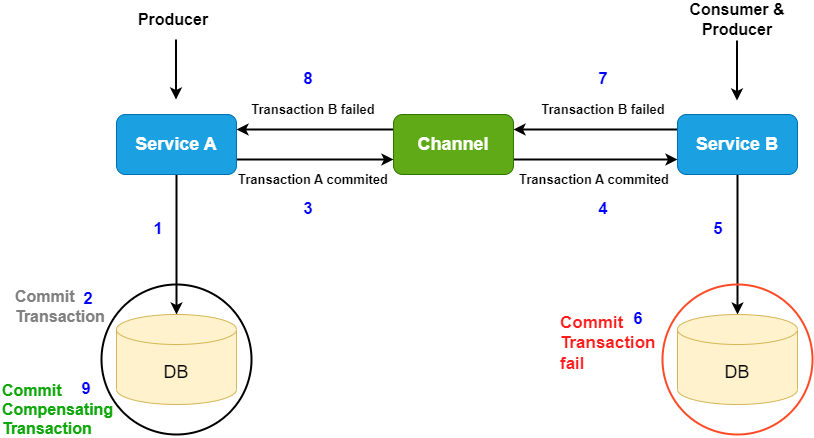 Producer
Consumer &
Producer
8
7
Transaction B failed
Transaction B failed
Service A
Channel
Service B
Transaction A commited
Transaction A commited
3
4
1
5
Commit 2
Transaction
DB
9
Commit
Compensating
Transaction
Commit 6
Transaction
fail
DB